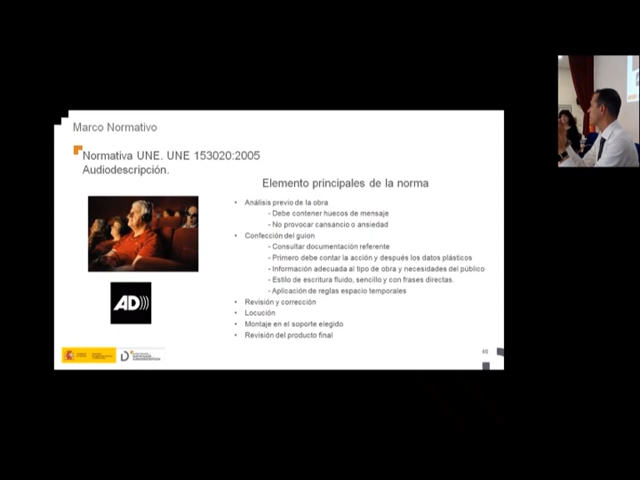 Marco Normativo
Normativa UNE. UNE 153020:2005
Audiodescripción.
Elemento principales de la norma
• Análisis previo de la obra
- Debe contener huecos de mensaje
- No provocar cansancio o ansiedad
• Confección del guion
- Consultar documentación referente
- Primero debe contar la acción y después los datos plásticos
- Información adecuada al tipo de obra y necesidades del público
- Estilo de escritura fluido, sencillo y con frases directas.
- Aplicación de reglas espacio temporales
• Revisión y corrección
• Locución
• Montaje en el soporte elegido
• Revisión del producto final
AD)))